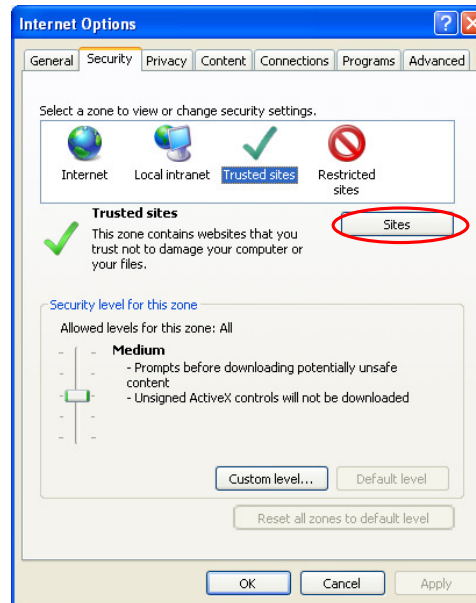 Internet Options
General Security Privacy Content Connections Programs Advanced
Select a zone to view or change security settings.
Internet Local intranet Trusted sites Restricted
sites
Trusted sites
Sites
This zone contains websites that you
trust not to damage your computer or
your files.
Security level for this zone
Allowed levels for this zone: All
Medium
- Prompts before downloading potentially unsafe
content
- Unsigned ActiveX controls will not be downloaded
Custom level... Default level
Reset all zones to default level
OK Cancel Apply